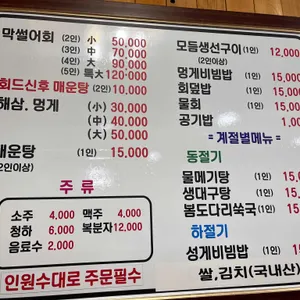 막썰어회 (2인) 小 50,000
(3인) 中 70,000
(4인) 大 90,000
(5인) 특大 120,000
회드신후 매운탕 (2인) 10,000
해삼, 멍게 (小) 30,000
(中) 40,000
(大) 50,000
매운탕 (1인) 15,000
(2인이상)
주 류
소주 4,000 맥주 4,000
청하 6,000 복분자 12,000
음료수 2,000
인원수대로 주문필수
모듬생선구이 (1인) 12,000
(2인이상)
멍게비빔밥 (1인)
회덮밥 (1인)
물회 (1인)
공기밥
= 계절별메뉴 =
동절기
물메기탕 (1인)
생대구탕 (1인)
봄도다리쑥국 (1인)
하절기
성게비빔밥 (1인)
쌀,김치(국내산)